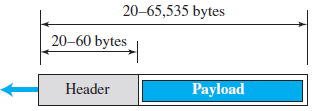 20–65,535 bytes
20–60 bytes
Header
Payload